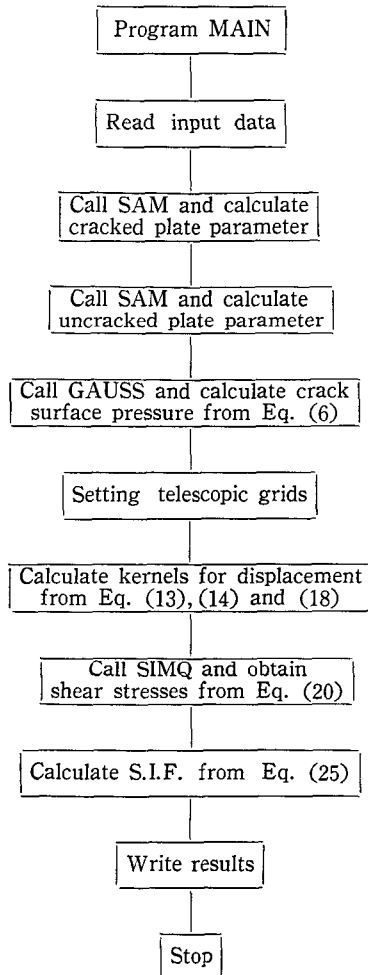 Program MAIN
Read input data
Call SAM and calculate
cracked plate parameter
Call SAM and calculate
uncracked plate parameter
Call GAUSS and calculate crack
surface pressure from Eq. (6)
Setting telescopic grids
Calculate kernels for displacement
from Eq. (13), (14) and (18)
Call SIMQ and obtain
shear stresses from Eq. (20)
Calculate S.I.F. from Eq. (25)
Write results
Stop